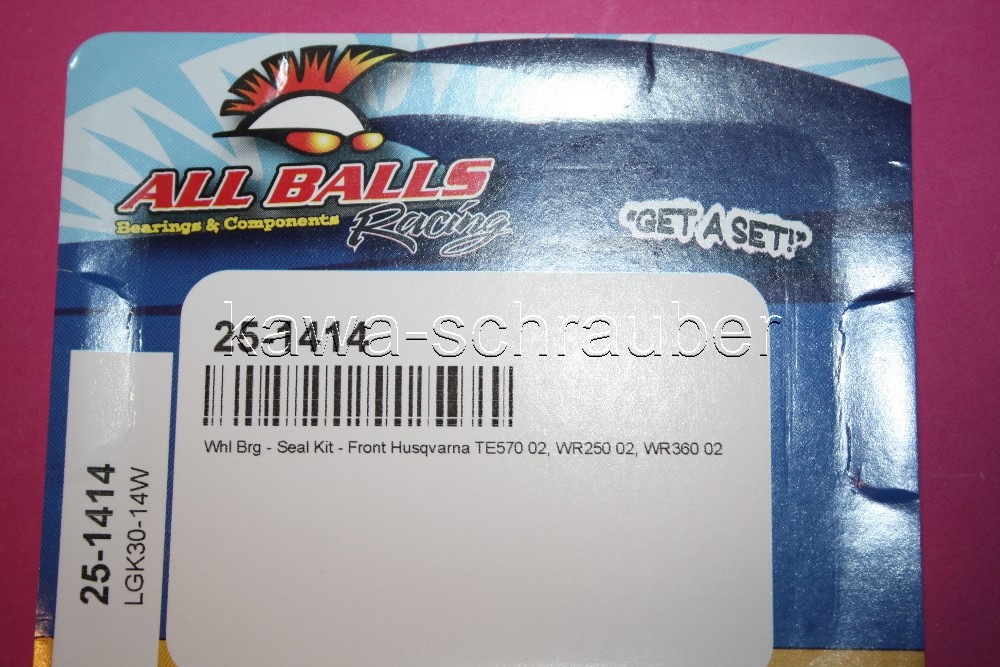 ALL BALLS
Racing
Bearings & Components
"GET A SET!"
kawa-schrauber
25-1414
Whl Brg - Seal Kit - Front Husqvarna TE570 02, WR250 02, WR360 02
25-1414
LGK30-14W